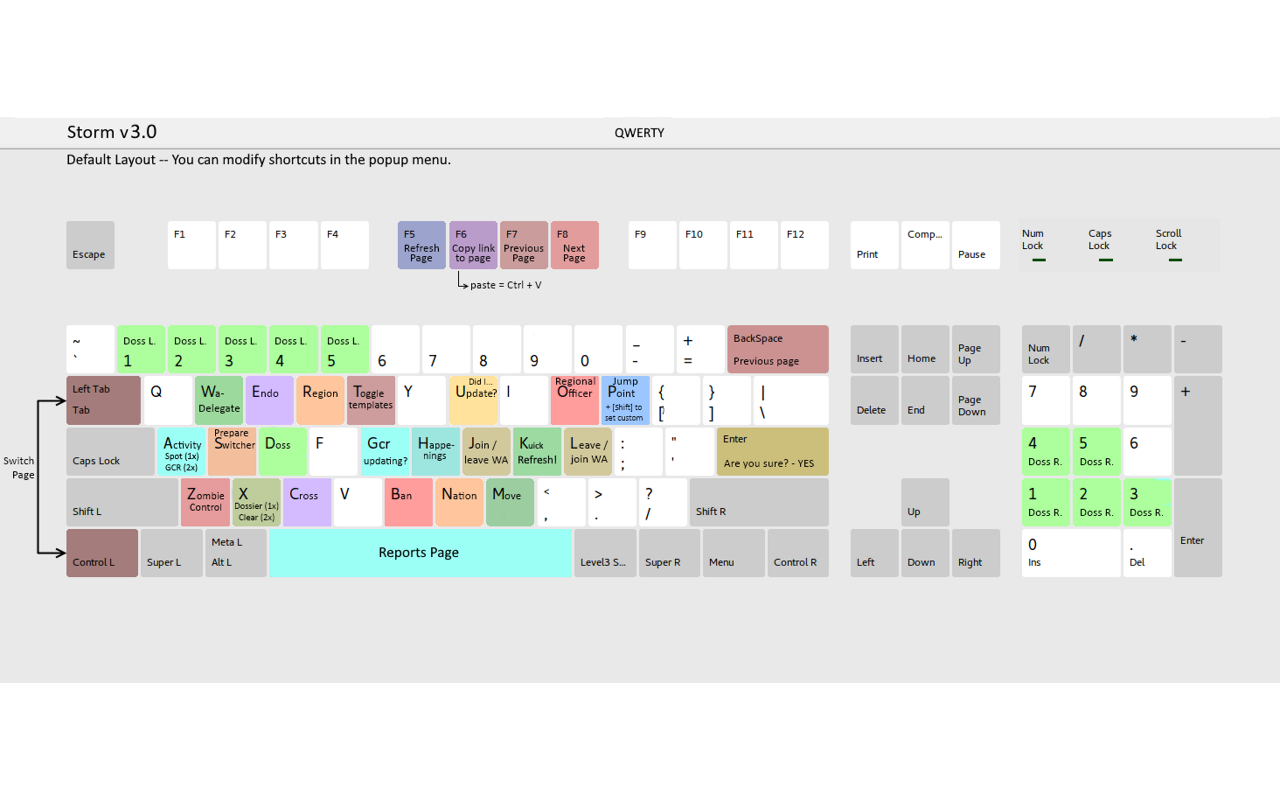 Storm v3.0
QWERTY
Default Layout -- You can modify shortcuts in the popup menu.
Escape
F1
F2
F3
F4
F5
Refresh
Page
F6
Copy link
to page
F7
Previous
Page
F8
Next
Page
F9
F10
F11
F12
Print
Comp...
Pause
Num
Lock
Caps
Lock
Scroll
Lock
paste = Ctrl + V
~
`
Doss L.
1
Doss L.
2
Doss L.
3
Doss L.
4
Doss L.
5
6
7
8
9
0
_
-
+
=
BackSpace
Previous page
Insert
Home
Page
Up
Num
Lock
/
*
-
Left Tab
Tab
Q
Wa-
Delegate
Endo
Region
Toggle
templates
Y
Did I...
Update?
I
Regional
Officer
Jump
Point
+ [Shift] to
set custom
{
[
}
]
|
\
Delete
End
Page
Down
7
8
9
+
Switch
Page
Caps Lock
Activity
Spot (1x)
GCR (2x)
Prepare
Switcher
Doss
F
Gcr
updating?
Happe-
nings
Join /
leave WA
Kuick
Refresh!
Leave /
join WA
:
;
"
'
Enter
Are you sure? - YES
4
Doss R.
5
Doss R.
6
Shift L
Zombie
Control
X
Dossier (1x)
Clear (2x)
Cross
V
Ban
Nation
Move
<
,
>
.
?
/
Shift R
Up
1
Doss R.
2
Doss R.
3
Doss R.
Enter
Control L
Super L
Meta L
Alt L
Reports Page
Level3 S...
Super R
Menu
Control R
Left
Down
Right
0
Ins
.
Del